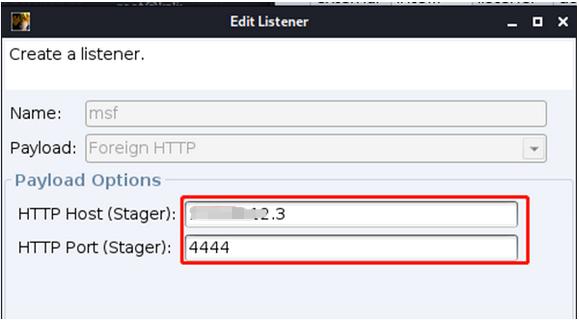 Edit Listener
Create a listener.
Name: msf
Payload: Foreign HTTP
Payload Options
HTTP Host (Stager): 12.3
HTTP Port (Stager): 4444